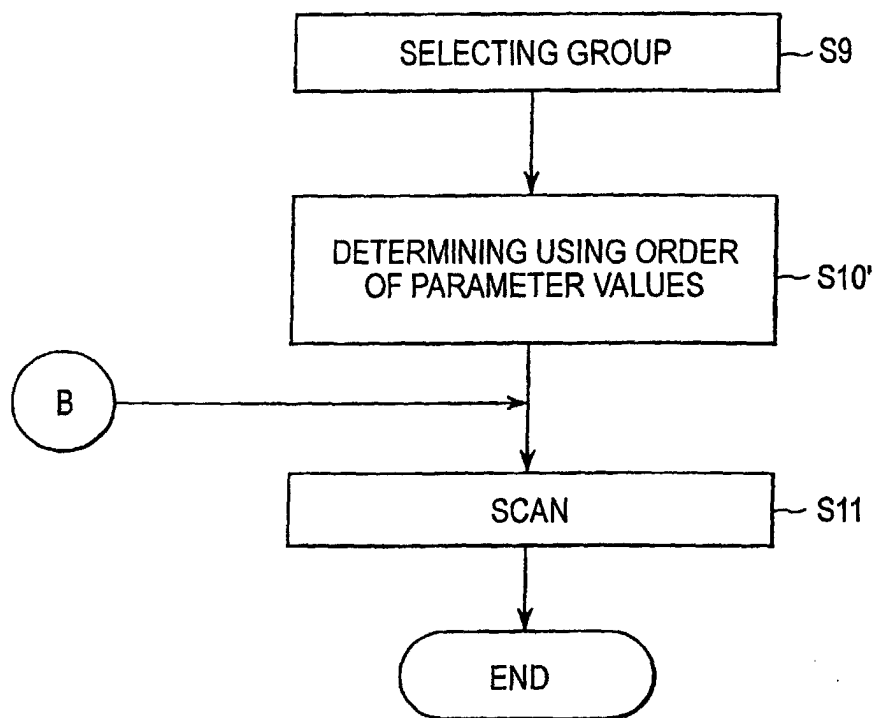 SELECTING GROUP
S9
DETERMINING USING ORDER
OF PARAMETER VALUES
S10'
B
SCAN
S11
END